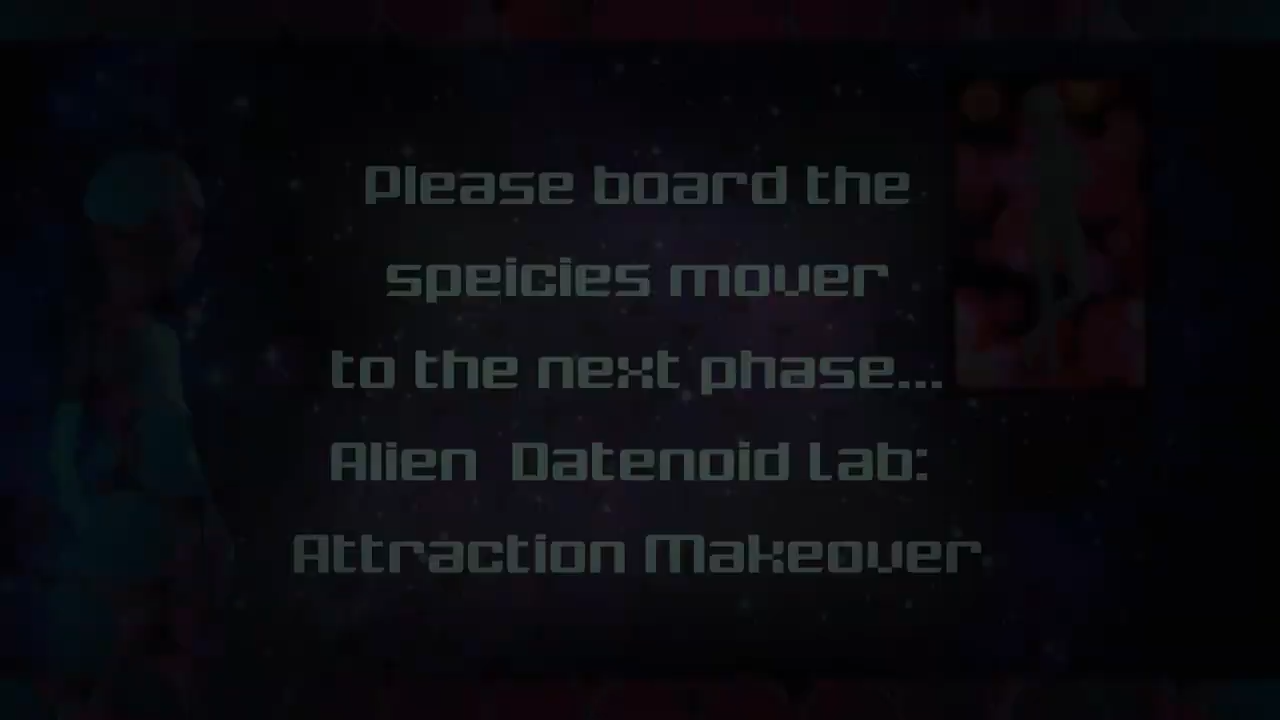 Please board the
speicies mover
to the next phase...
Alien Datenoid Lab:
Attraction Makeover